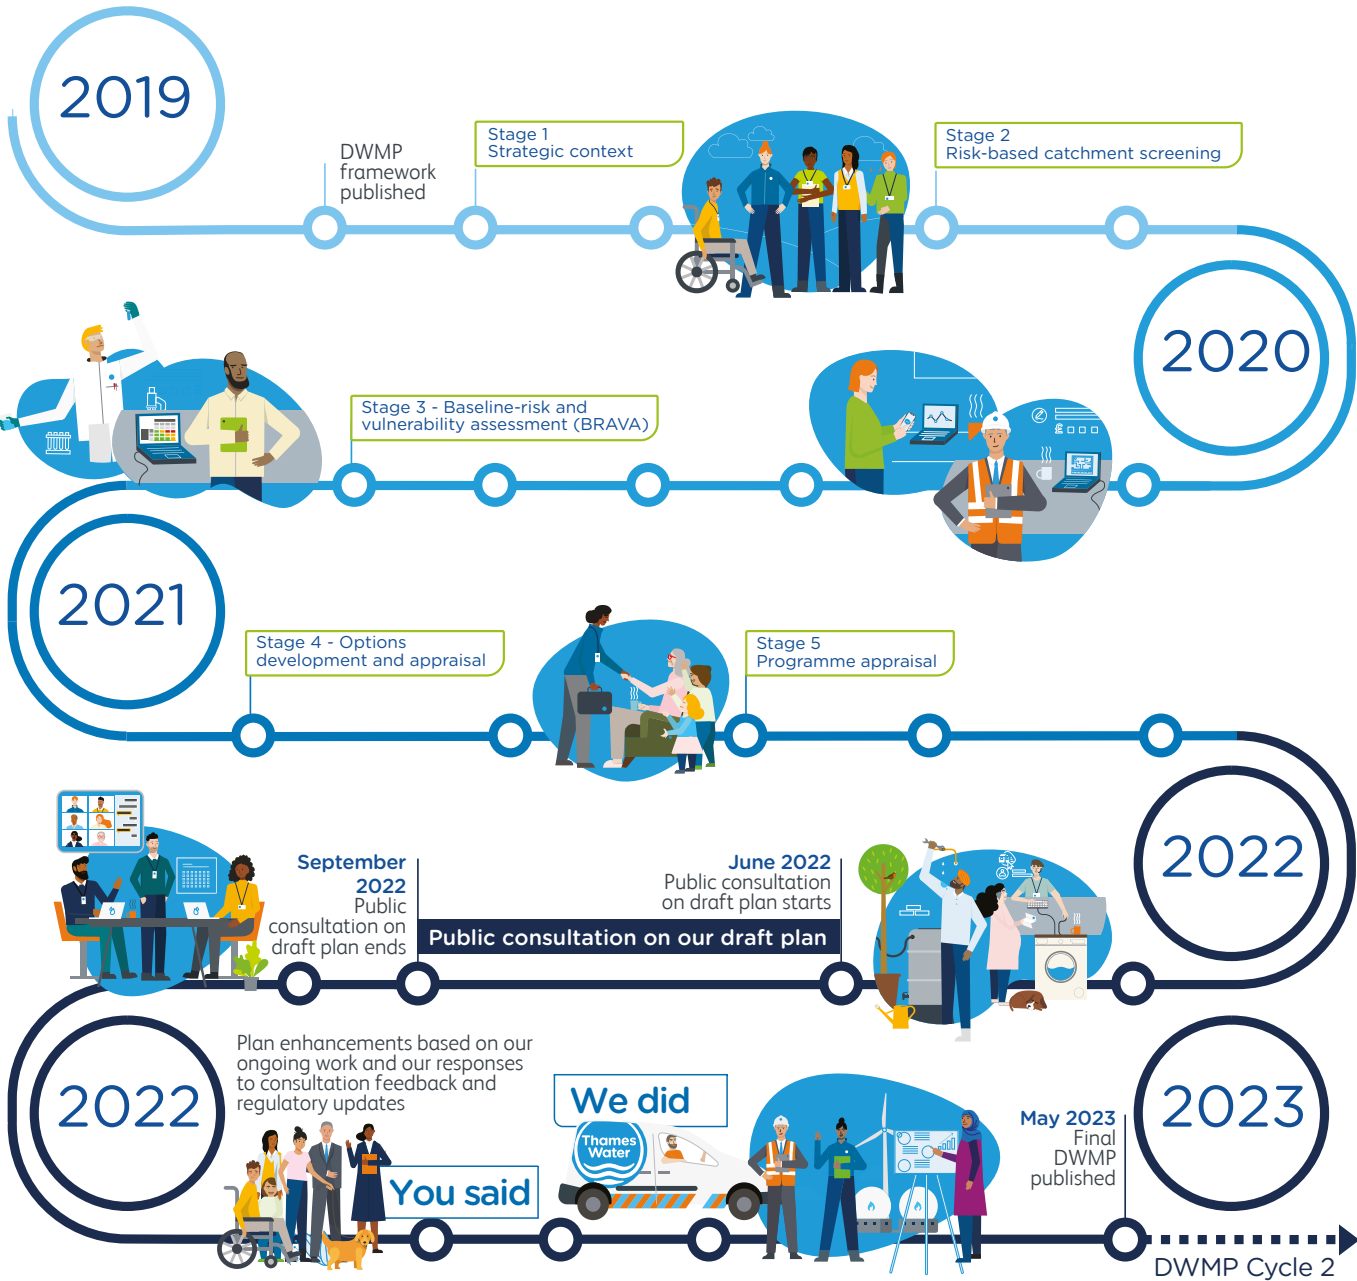 2019
DWMP
framework
published
Stage 1
Strategic context
Stage 2
Risk-based catchment screening
2020
Stage 3 - Baseline-risk and
vulnerability assessment (BRAVA)
2021
Stage 4 - Options
development and appraisal
Stage 5
Programme appraisal
2022
June 2022
Public consultation
on draft plan starts
Public consultation on our draft plan
September
2022
Public
consultation on
draft plan ends
2022
Plan enhancements based on our
ongoing work and our responses
to consultation feedback and
regulatory updates
You said
We did
Thames
Water
May 2023
Final
DWMP
published
2023
DWMP Cycle 2